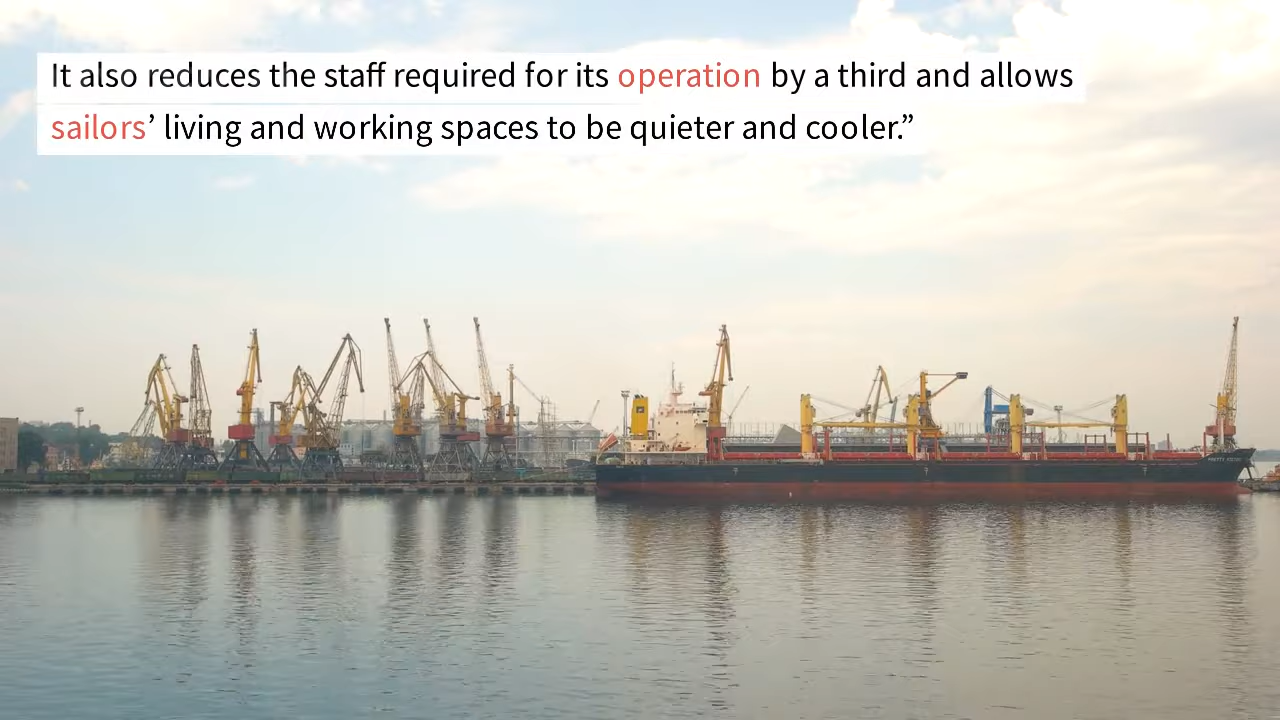 It also reduces the staff required for its operation by a third and allows
sailors’ living and working spaces to be quieter and cooler.”